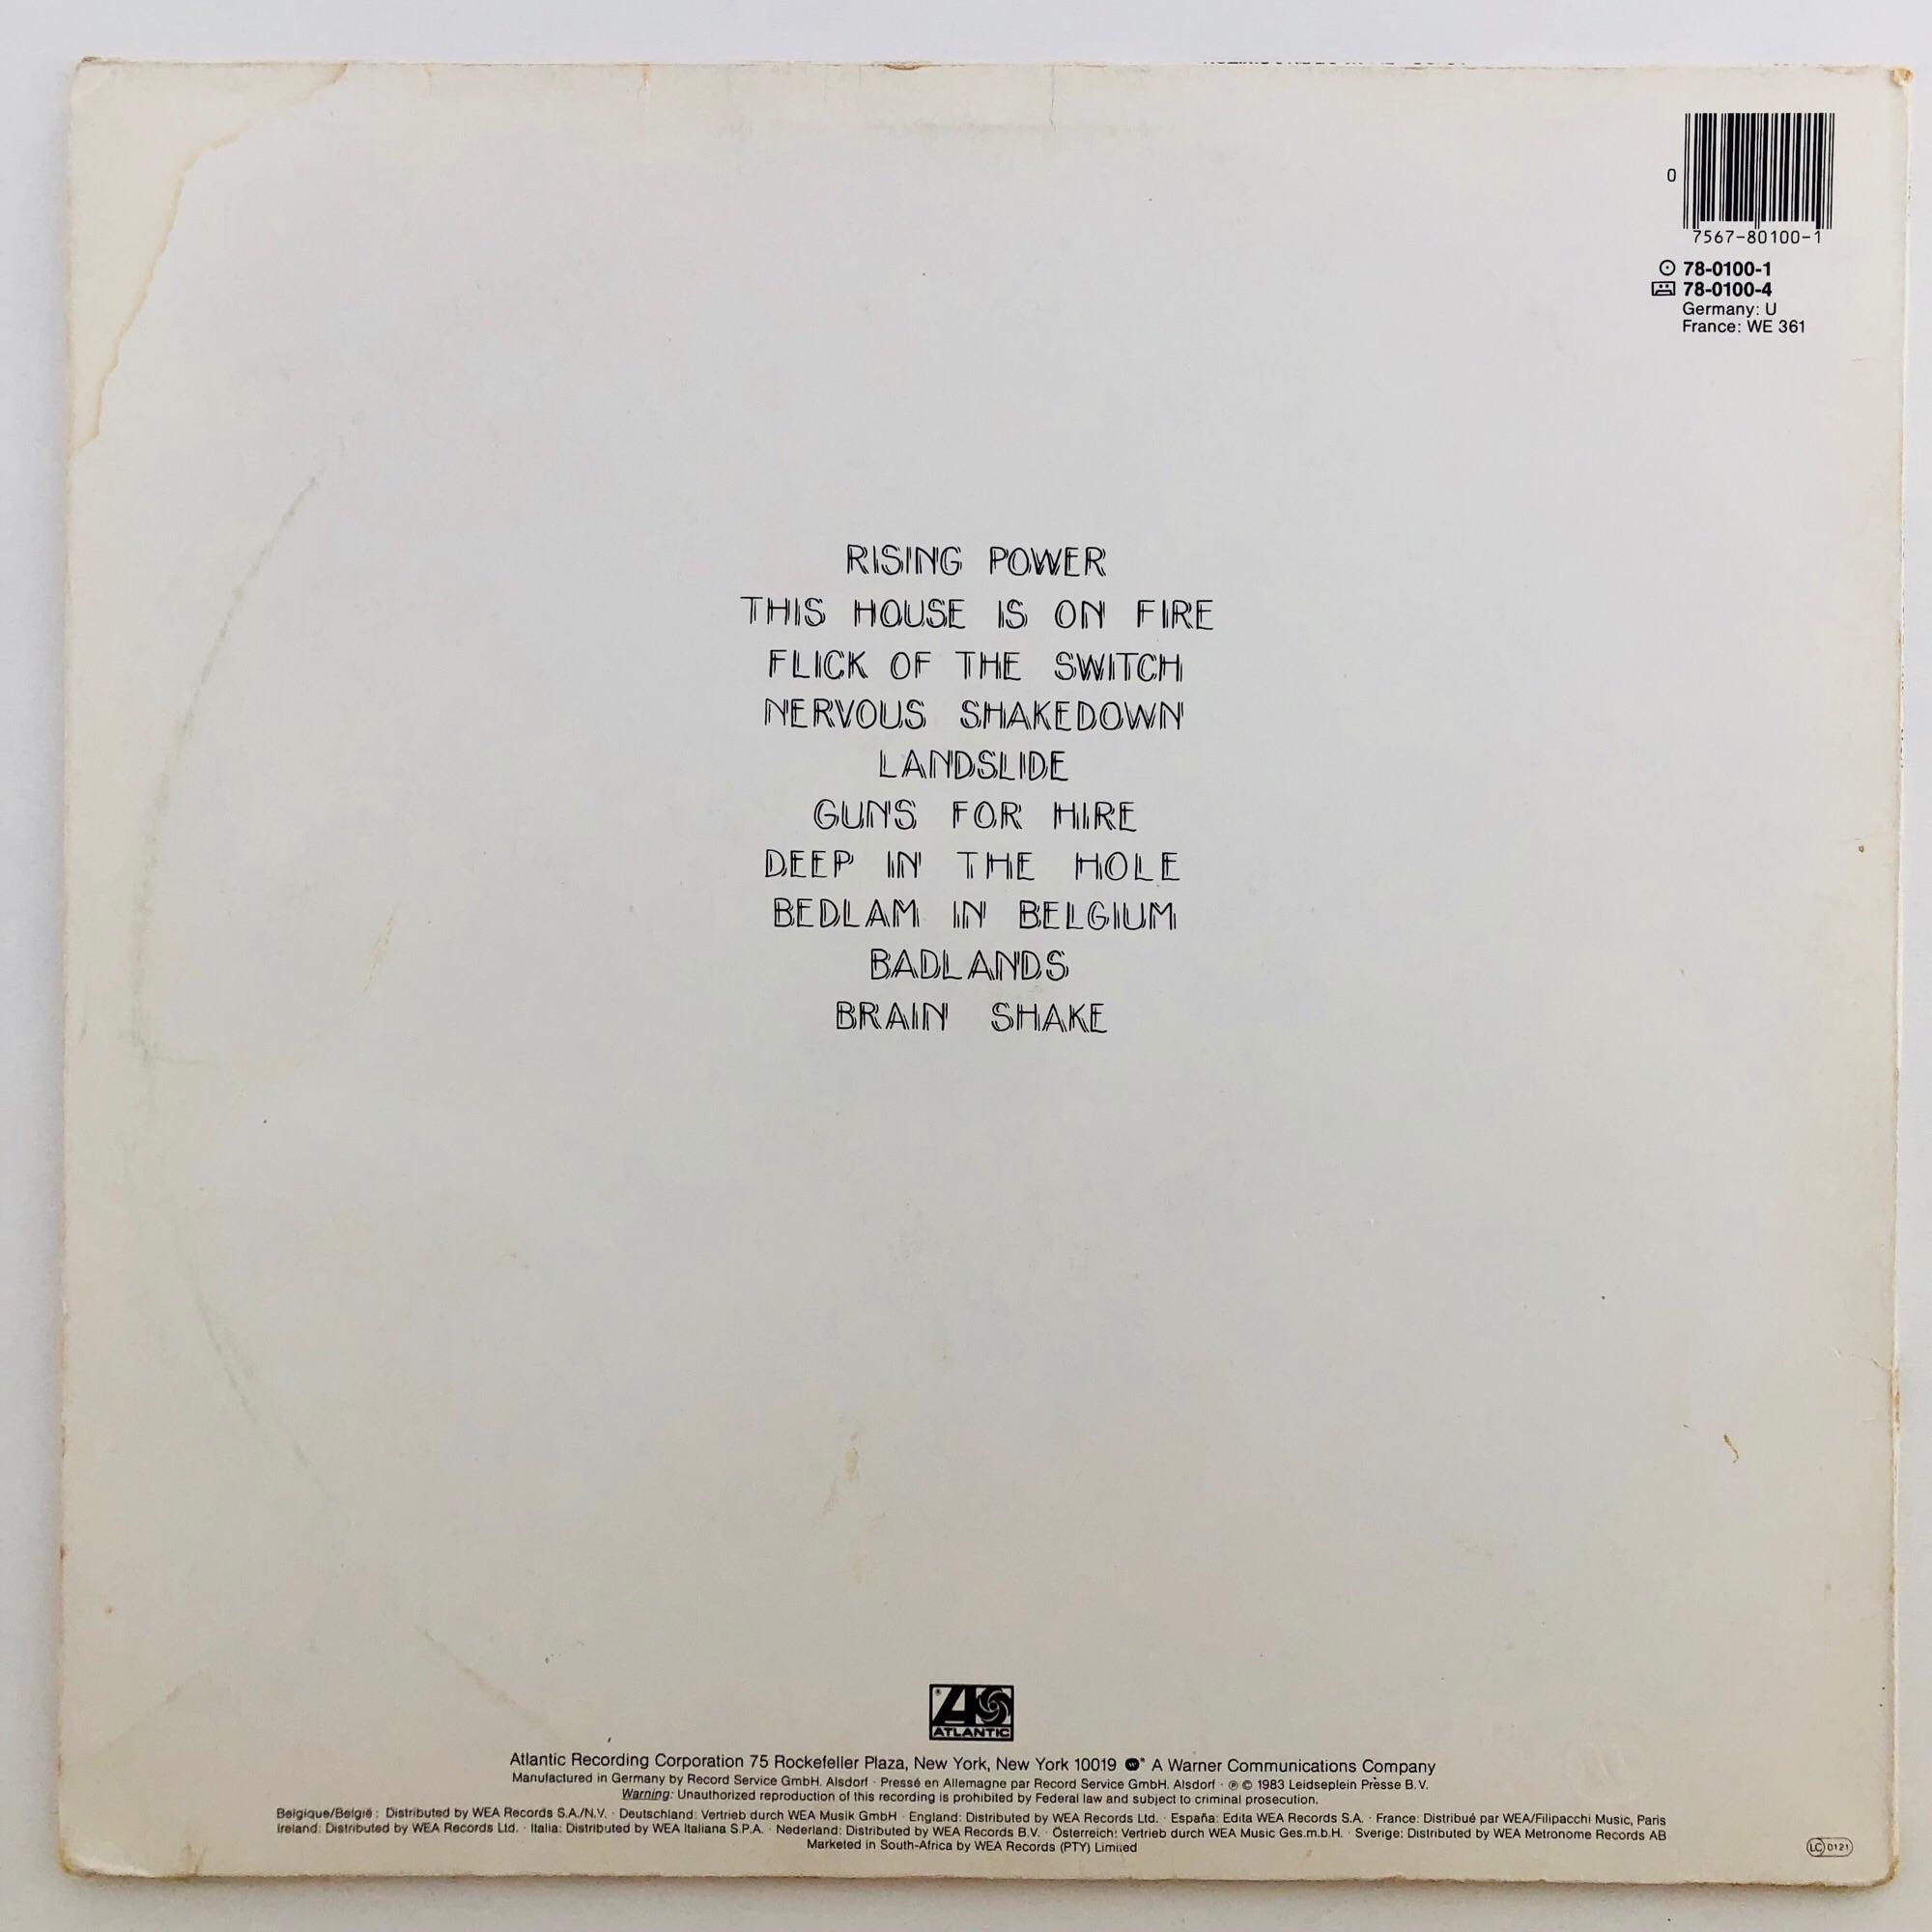 0
7567-80100-1
78-0100-1
78-0100-4
Germany: U
France: WE 361
RISING POWER
THIS HOUSE IS ON FIRE
FLICK OF THE SWITCH
NERVOUS SHAKEDOWN
LANDSLIDE
GUNS FOR HIRE
DEEP IN THE HOLE
BEDLAM IN BELGIUM
BADLANDS
BRAIN SHAKE
ATLANTIC
Atlantic Recording Corporation 75 Rockefeller Plaza, New York, New York 10019 A Warner Communications Company
Manufactured in Germany by Record Service GmbH. Alsdorf · Pressé en Allemagne par Record Service GmbH. Alsdorf · ℗ © 1983 Leidseplein Presse B.V.
Warning: Unauthorized reproduction of this recording is prohibited by Federal law and subject to criminal prosecution.
Belgique/België: Distributed by WEA Records S.A./N.V. · Deutschland: Vertrieb durch WEA Musik GmbH · England: Distributed by WEA Records Ltd. · España: Edita WEA Records S.A. · France: Distribué par WEA/Filipacchi Music, Paris
Ireland: Distributed by WEA Records Ltd. · Italia: Distributed by WEA Italiana S.P.A. · Nederland: Distributed by WEA Records B.V. · Österreich: Vertrieb durch WEA Music Ges.m.b.H. · Sverige: Distributed by WEA Metronome Records AB
Marketed in South-Africa by WEA Records (PTY) Limited
LC 0121